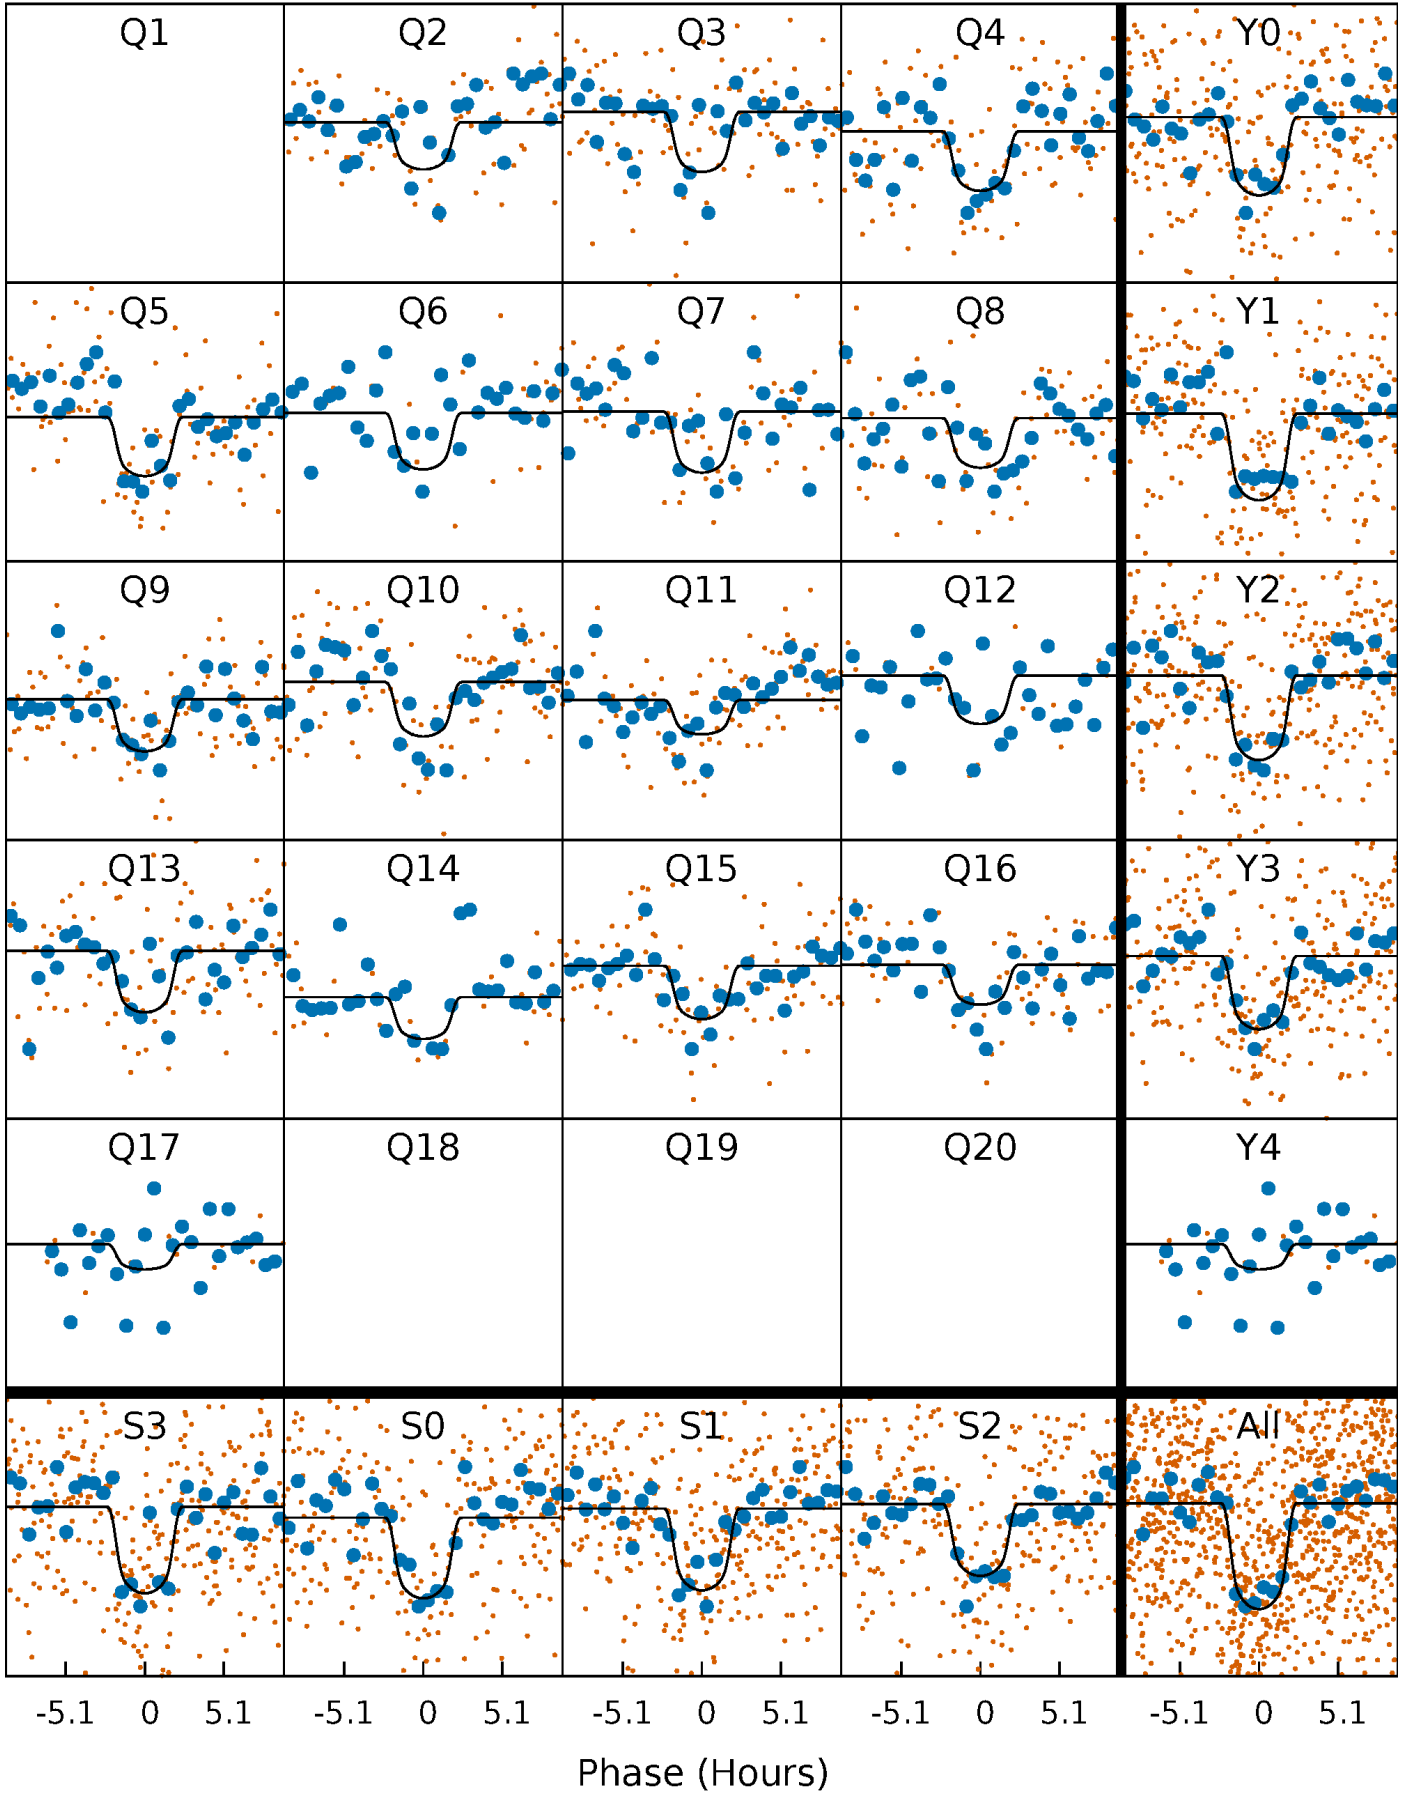 Q1 Q2 Q3 Q4 Y0
Q5 Q6 Q7 Q8 Y1
Q9 Q10 Q11 Q12 Y2
Q13 Q14 Q15 Q16 Y3
Q17 Q18 Q19 Q20 Y4
S3 S0 S1 S2 All
-5.1 0 5.1 -5.1 0 5.1 -5.1 0 5.1 -5.1 0 5.1 -5.1 0 5.1
Phase (Hours)